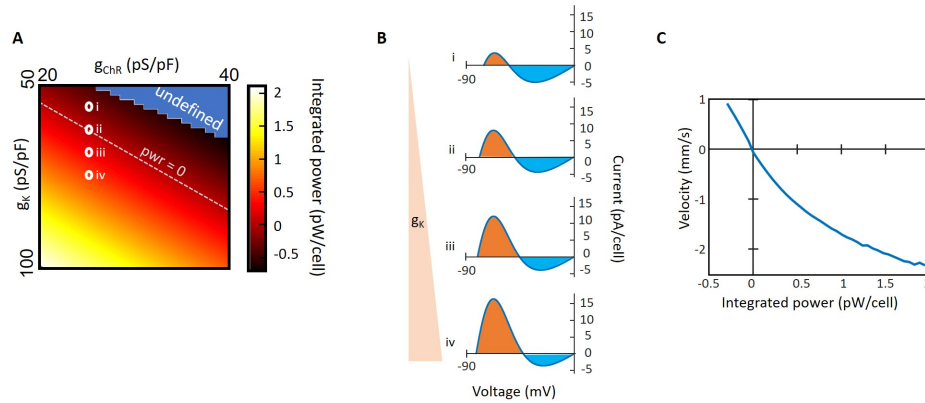 A
g_ChR (pS/pF)
20
40
50
100
g_K (pS/pF)
undefined
i
ii
iii
iv
pwr = 0
2
1.5
1
0.5
0
-0.5
Integrated power (pW/cell)
B
g_K
i
-90
15
10
5
0
-5
ii
-90
15
10
5
0
-5
iii
-90
15
10
5
0
-5
iv
-90
15
10
5
0
-5
Current (pA/cell)
Voltage (mV)
C
1
0
-1
-2
Velocity (mm/s)
-0.5
0
0.5
1
1.5
Integrated power (pW/cell)